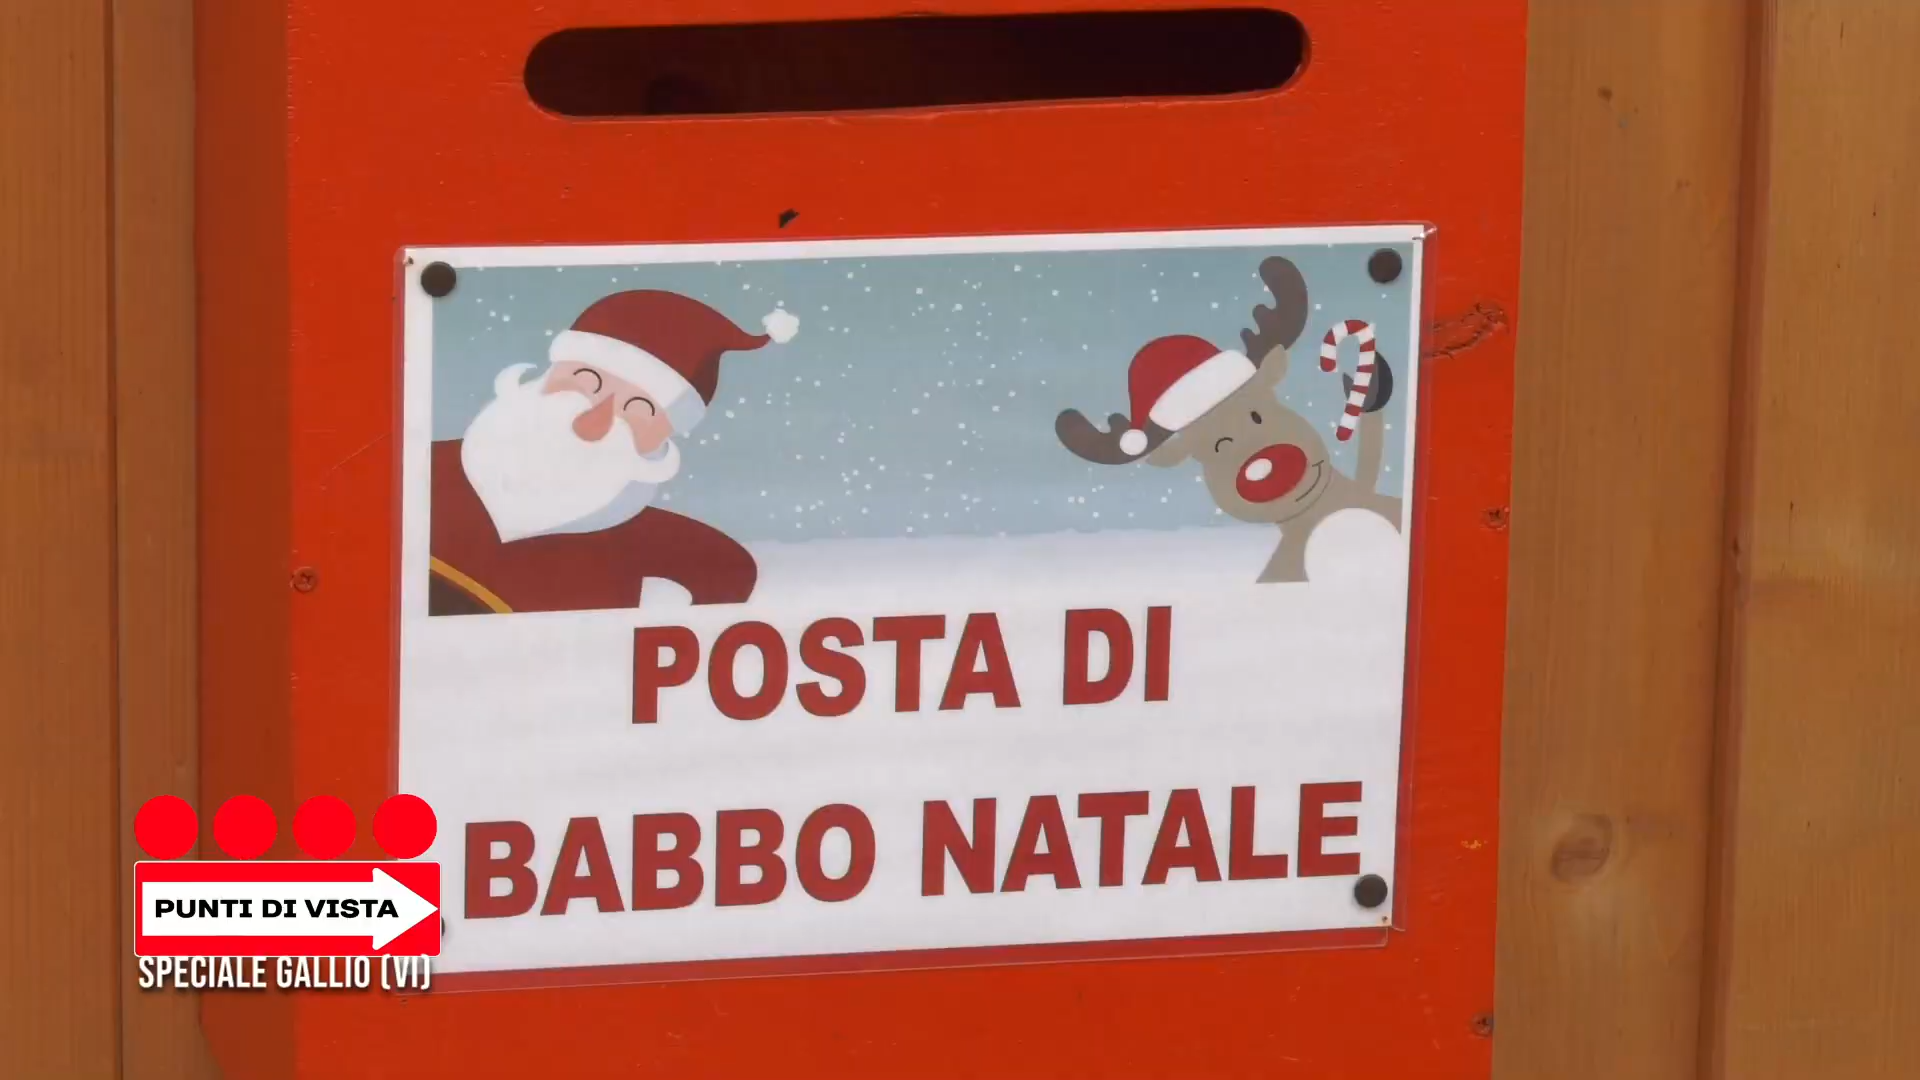 POSTA DI
BABBO NATALE
PUNTI DI VISTA
SPECIALE GALLIO (VI)